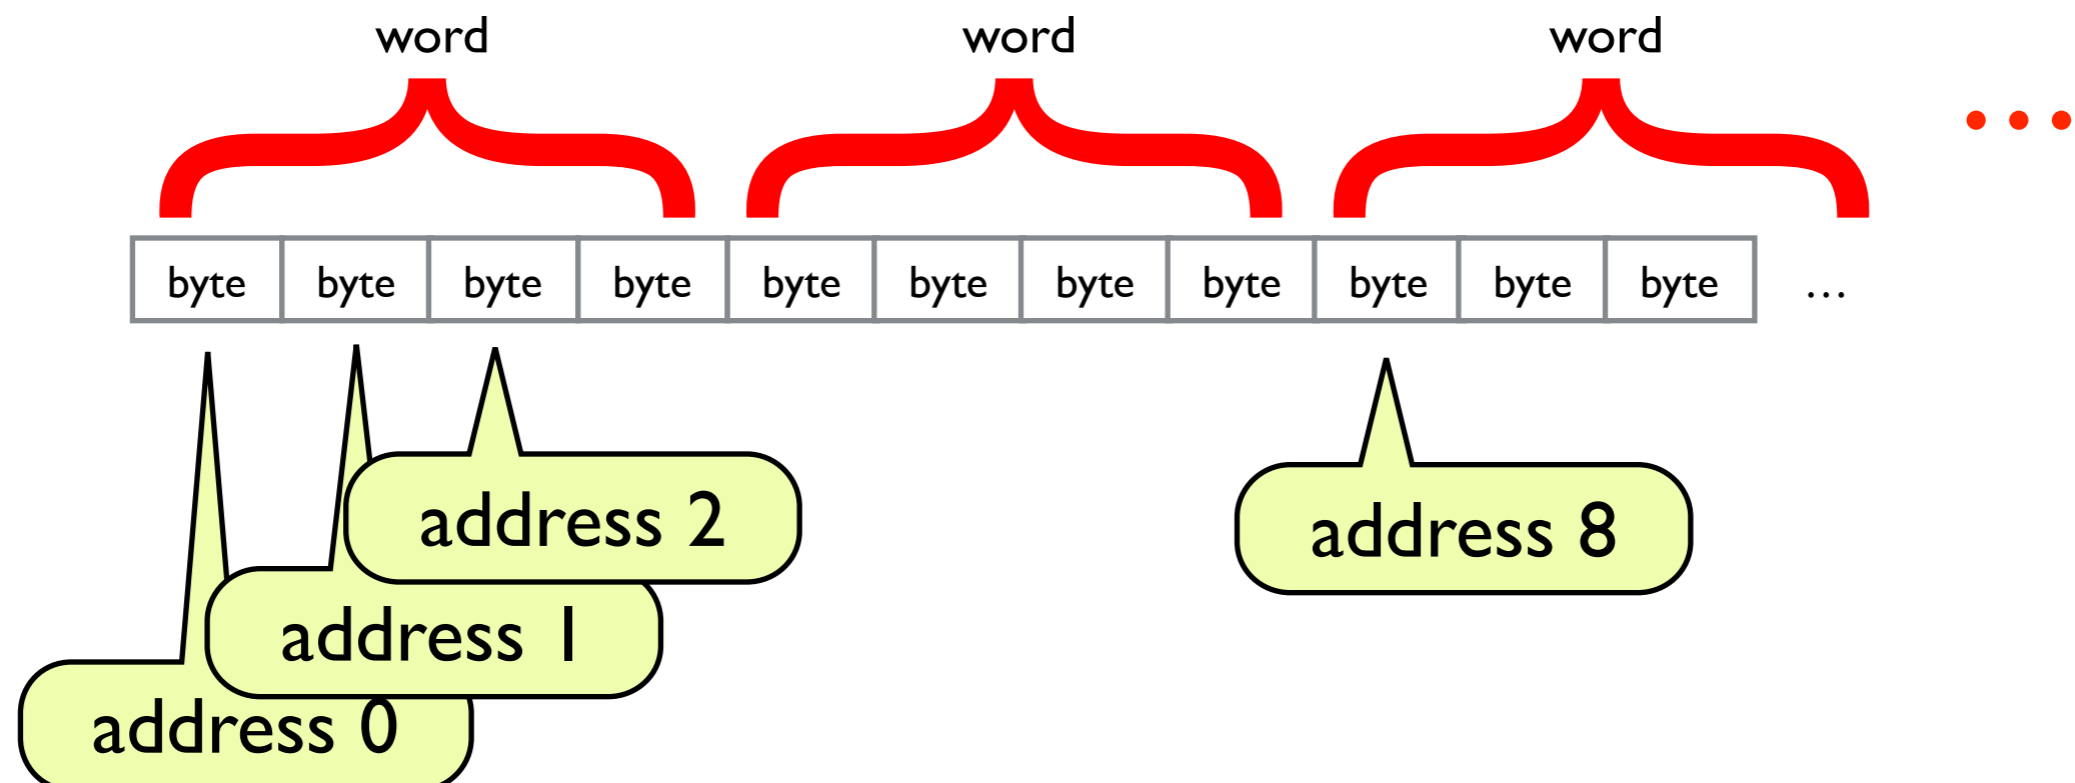 word word word
byte byte byte byte byte byte byte byte byte byte byte …
address 2
address 8
address 1
address 0